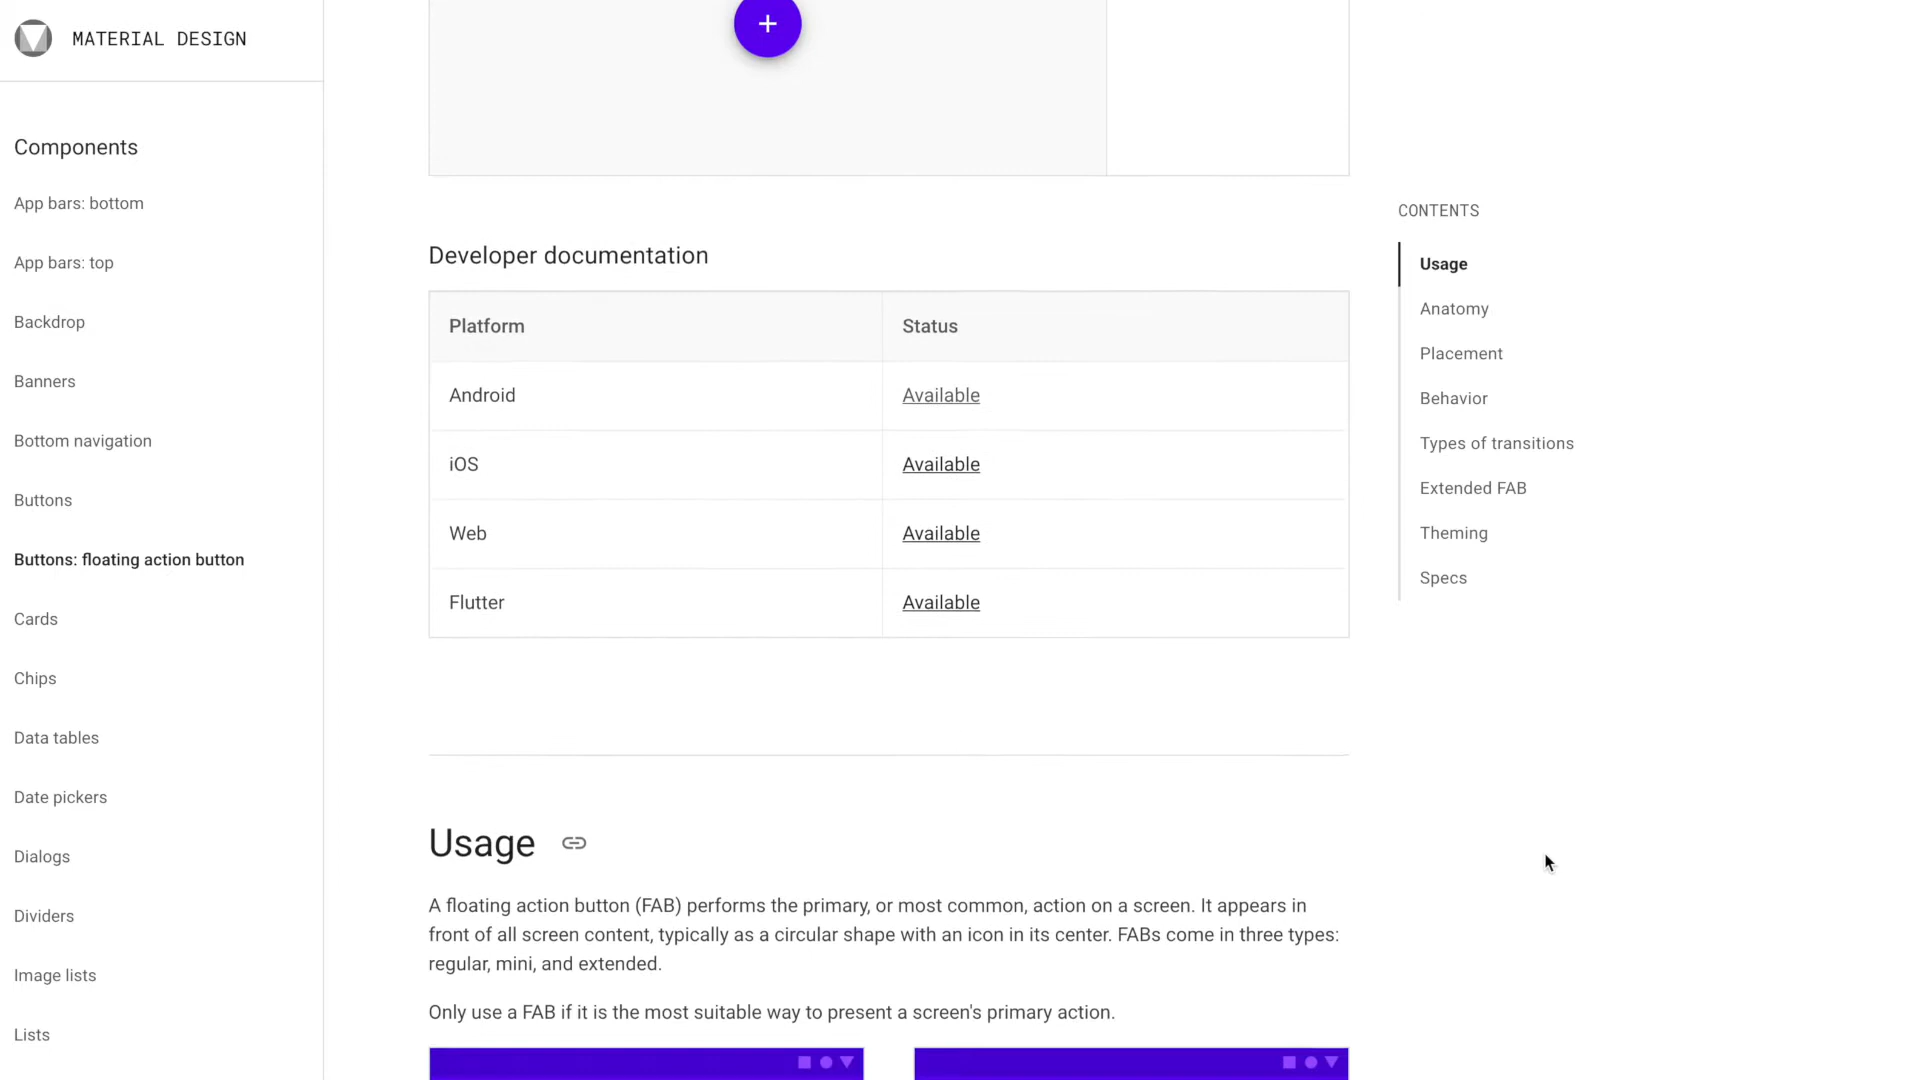 MATERIAL DESIGN
Components
App bars: bottom
App bars: top
Backdrop
Banners
Bottom navigation
Buttons
Buttons: floating action button
Cards
Chips
Data tables
Date pickers
Dialogs
Dividers
Image lists
Lists
Developer documentation
Platform Status
Android Available
iOS Available
Web Available
Flutter Available
Usage
A floating action button (FAB) performs the primary, or most common, action on a screen. It appears in
front of all screen content, typically as a circular shape with an icon in its center. FABs come in three types:
regular, mini, and extended.
Only use a FAB if it is the most suitable way to present a screen's primary action.
CONTENTS
Usage
Anatomy
Placement
Behavior
Types of transitions
Extended FAB
Theming
Specs